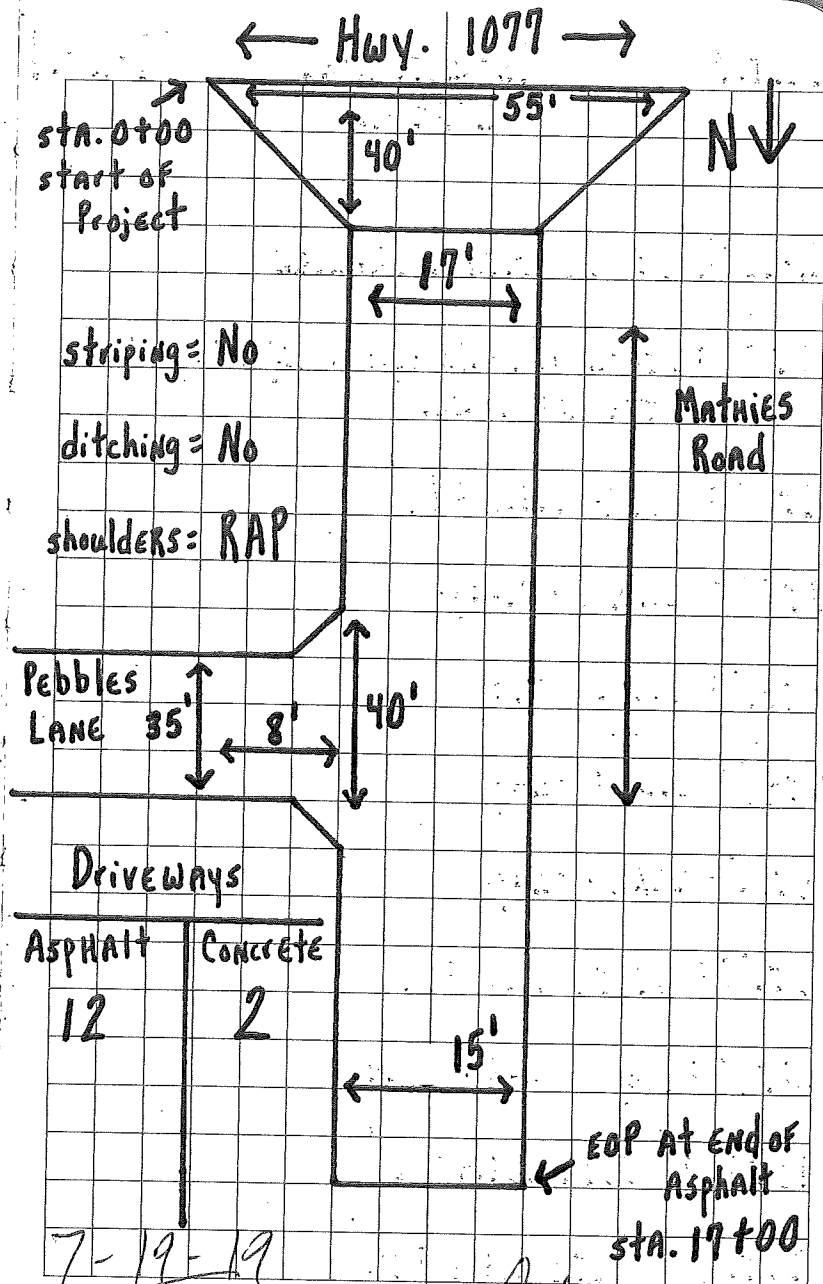 ← Hwy. 1077 →
55'
sta. 0+00
start of
Project
40'
N
17'
striping = No
ditching = No
shoulders: RAP
Mathies
Road
Pebbles
LANE
35'
8'
40'
Driveways
Asphalt
Concrete
12
2
15'
EOP At END OF
Asphalt
sta. 17+00
7-19-19